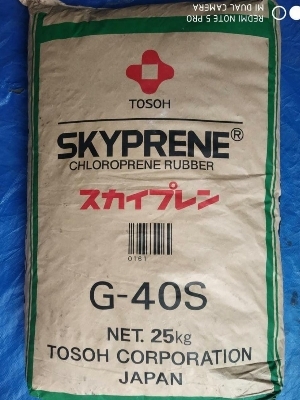 REDMI NOTE 5 PRO
MI DUAL CAMERA
TOSOH
SKYPRENE®
CHLOROPRENE RUBBER
スカイプレン
0161
G-40S
NET. 25kg
TOSOH CORPORATION
JAPAN